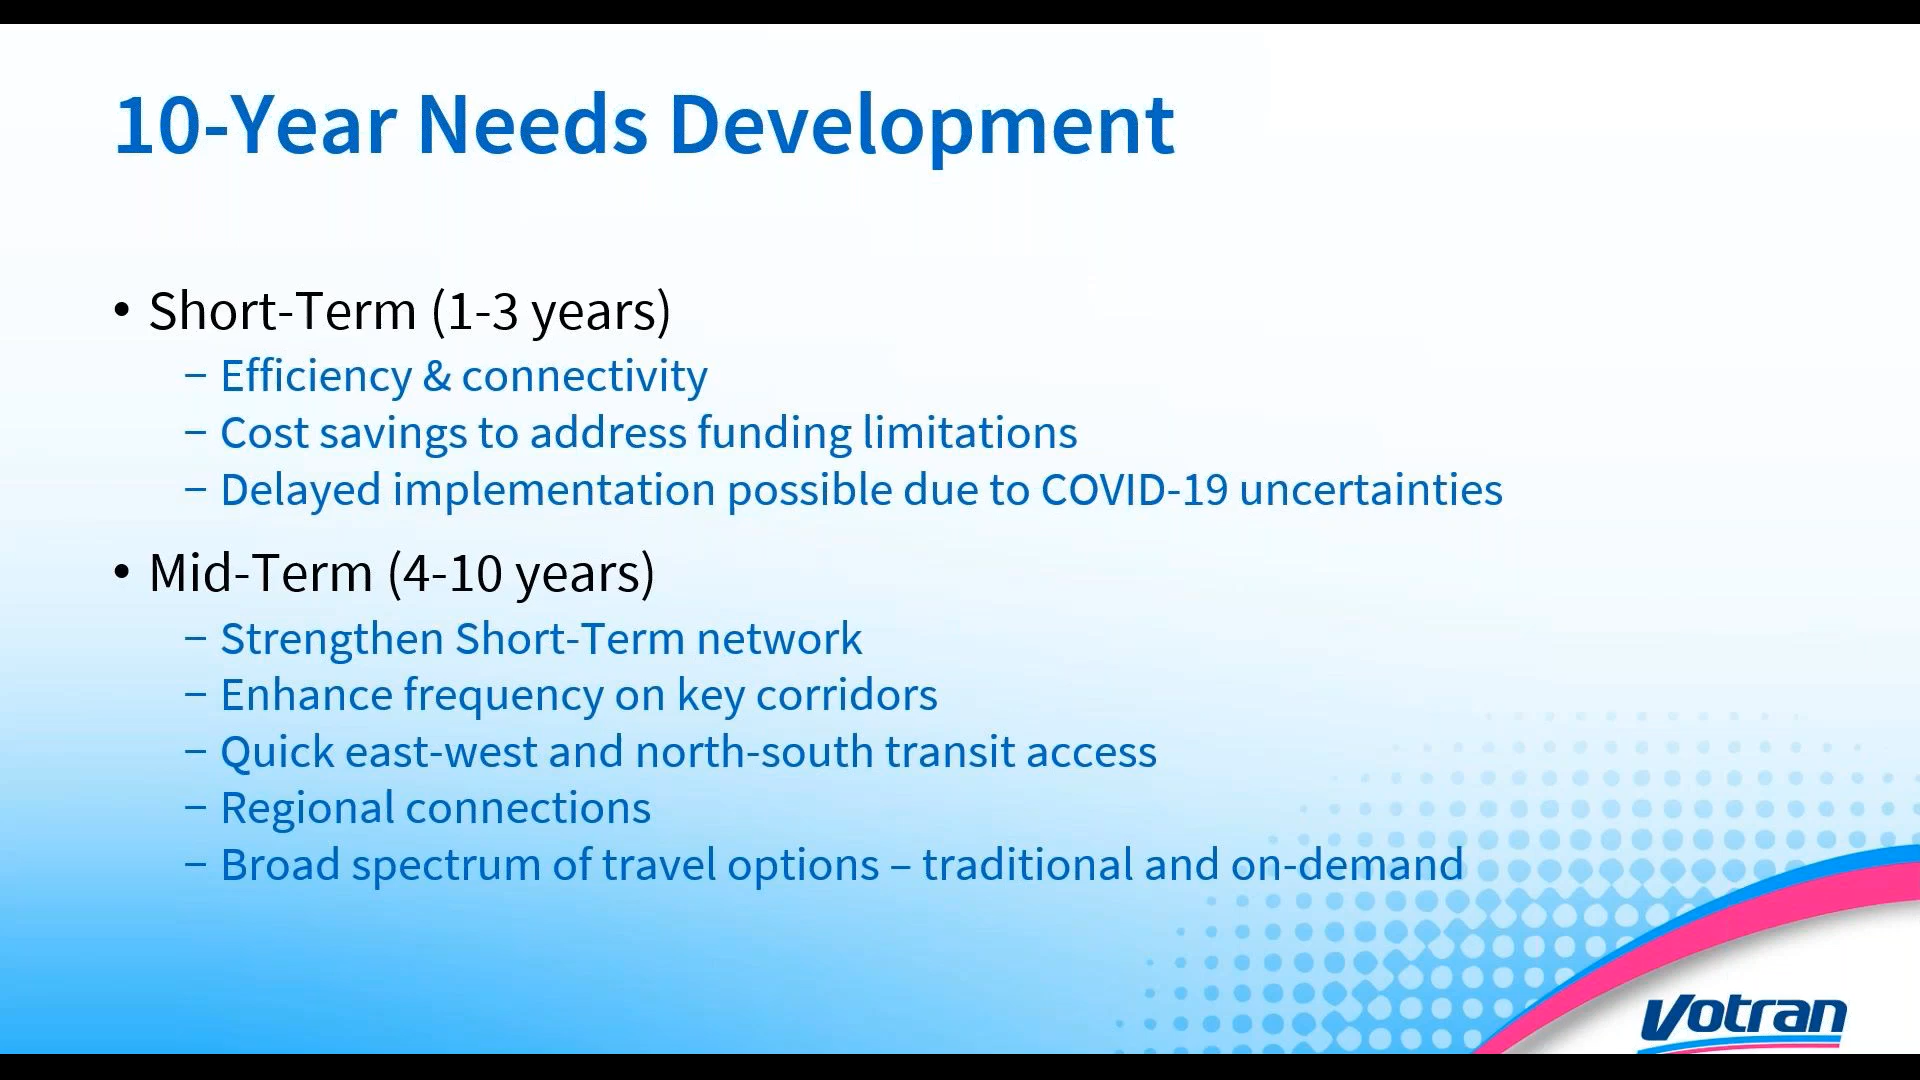 10-Year Needs Development
• Short-Term (1-3 years)
– Efficiency & connectivity
– Cost savings to address funding limitations
– Delayed implementation possible due to COVID-19 uncertainties
• Mid-Term (4-10 years)
– Strengthen Short-Term network
– Enhance frequency on key corridors
– Quick east-west and north-south transit access
– Regional connections
– Broad spectrum of travel options – traditional and on-demand
Votran